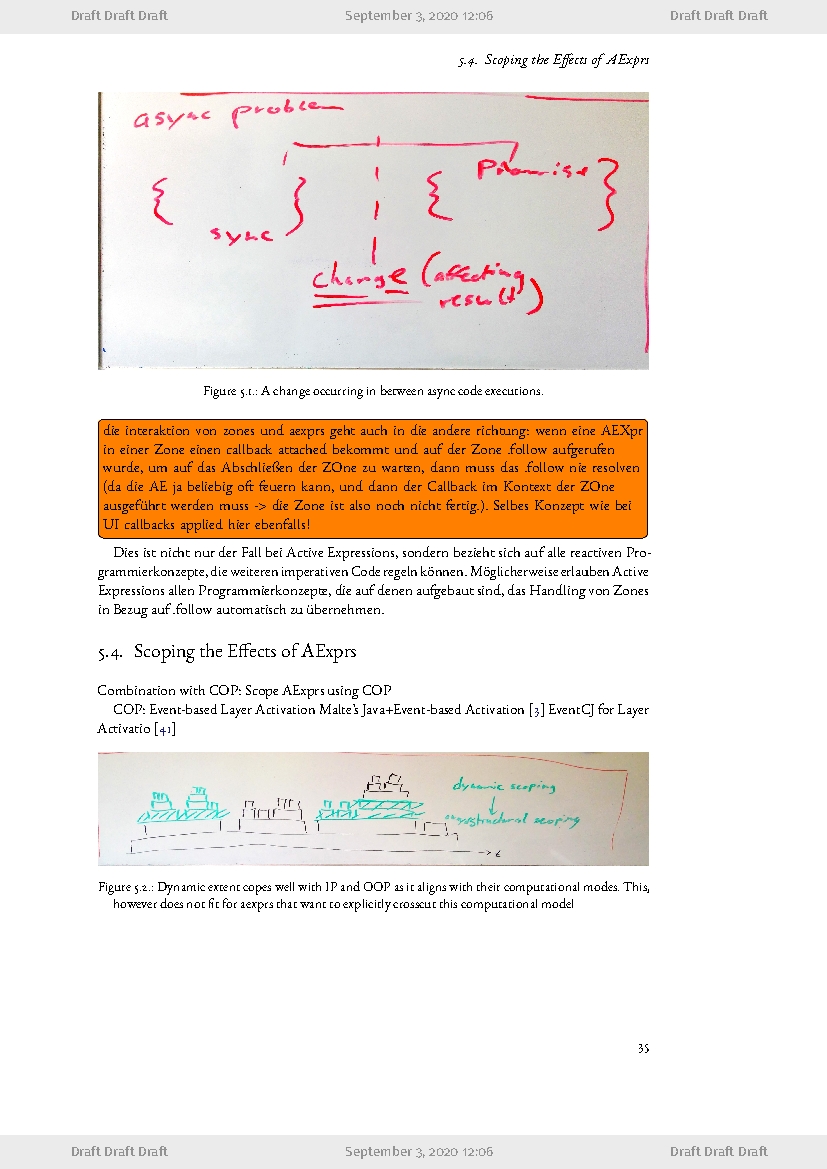 Draft Draft Draft September 3, 2020 12:06 Draft Draft Draft
5.4. Scoping the Effects of AExprs
async problem
Promise
sync
change (affecting
result)
Figure 5.1.: A change occurring in between async code executions.
die interaktion von zones und aexprs geht auch in die andere richtung: wenn eine AEXpr
in einer Zone einen callback attached bekommt und auf der Zone .follow aufgerufen
wurde, um auf das Abschließen der ZOne zu warten, dann muss das .follow nie resolven
(da die AE ja beliebig oft feuern kann, und dann der Callback im Kontext der ZOne
ausgeführt werden muss -> die Zone ist also noch nicht fertig.). Selbes Konzept wie bei
UI callbacks applied hier ebenfalls!
Dies ist nicht nur der Fall bei Active Expressions, sondern bezieht sich auf alle reactiven Pro-
grammierkonzepte, die weiteren imperativen Code regeln können. Möglicherweise erlauben Active
Expressions allen Programmierkonzepte, die auf denen aufgebaut sind, das Handling von Zones
in Bezug auf .follow automatisch zu übernehmen.
5.4. Scoping the Effects of AExprs
Combination with COP: Scope AExprs using COP
COP: Event-based Layer Activation Malte's Java+Event-based Activation [3] EventCJ for Layer
Activatio [41]
dynamic scoping
structural scoping
t
Figure 5.2.: Dynamic extent copes well with IP and OOP as it aligns with their computational modes. This,
however does not fit for aexprs that want to explicitly crosscut this computational model
35
Draft Draft Draft September 3, 2020 12:06 Draft Draft Draft